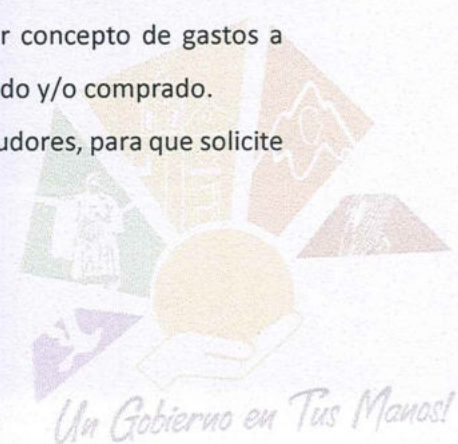 r concepto de gastos a
do y/o comprado.
udores, para que solicite
Un Gobierno en Tus Manos!